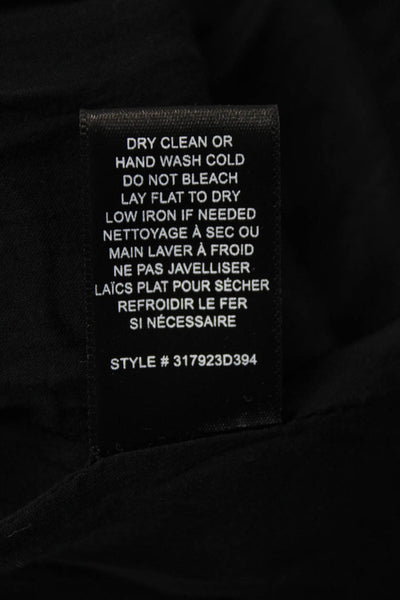 DRY CLEAN OR
HAND WASH COLD
DO NOT BLEACH
LAY FLAT TO DRY
LOW IRON IF NEEDED
NETTOYAGE À SEC OU
MAIN LAVER À FROID
NE PAS JAVELLISER
LAÏCS PLAT POUR SÉCHER
REFROIDIR LE FER
SI NÉCESSAIRE
STYLE # 317923D394